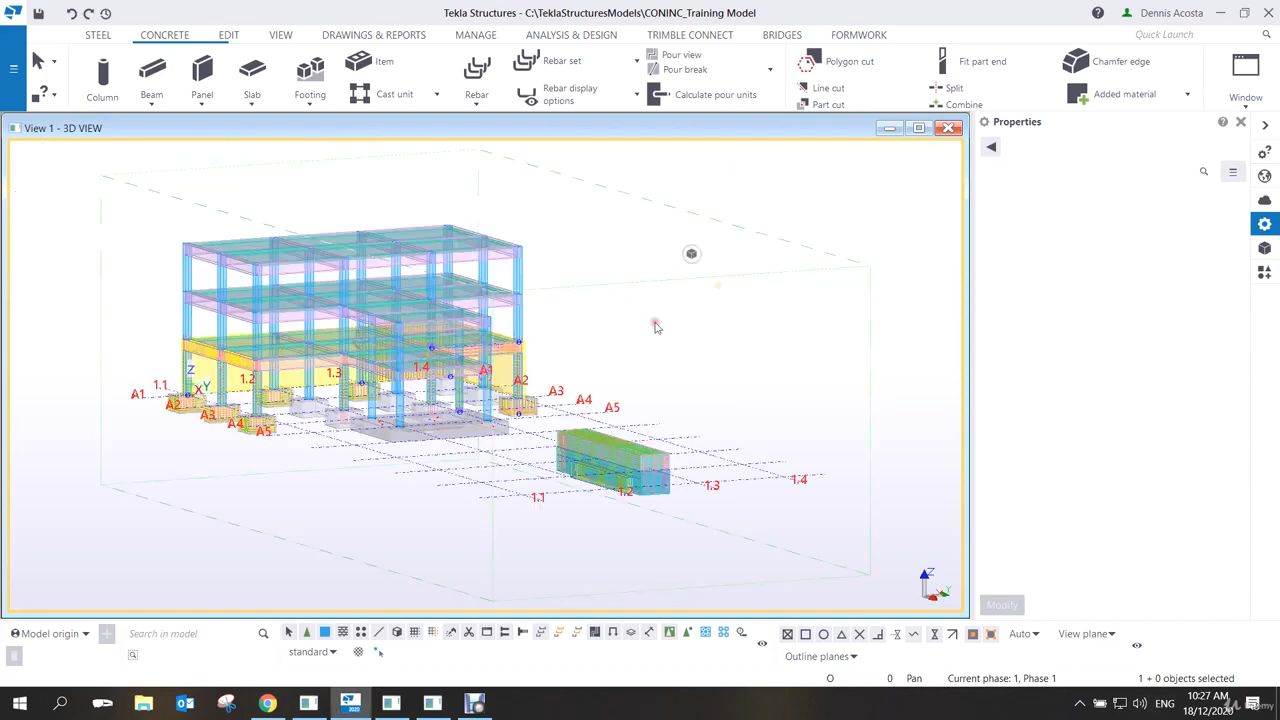 Tekla Structures - C:\TeklaStructuresModels\CONINC_Training Model
Dennis Acosta
STEEL CONCRETE EDIT VIEW DRAWINGS & REPORTS MANAGE ANALYSIS & DESIGN TRIMBLE CONNECT BRIDGES FORMWORK Quick Launch
Column
Beam
Panel
Slab
Footing
Item
Cast unit
Rebar
Rebar set
Rebar display options
Pour view
Pour break
Calculate pour units
Polygon cut
Line cut
Part cut
Fit part end
Split
Combine
Chamfer edge
Added material
Window
View 1 - 3D VIEW
Properties
Z
X Y
A1 1.1 1.2 1.3 1.4 A1 A2 A3 A4 A5
A2 A3 A4 A5
1.1 1.2 1.3 1.4
Z
Y
Modify
Model origin
Search in model
standard
Auto
View plane
Outline planes
O 0 Pan Current phase: 1, Phase 1 1 + 0 objects selected
2020
ENG
10:27 AM
18/12/2020